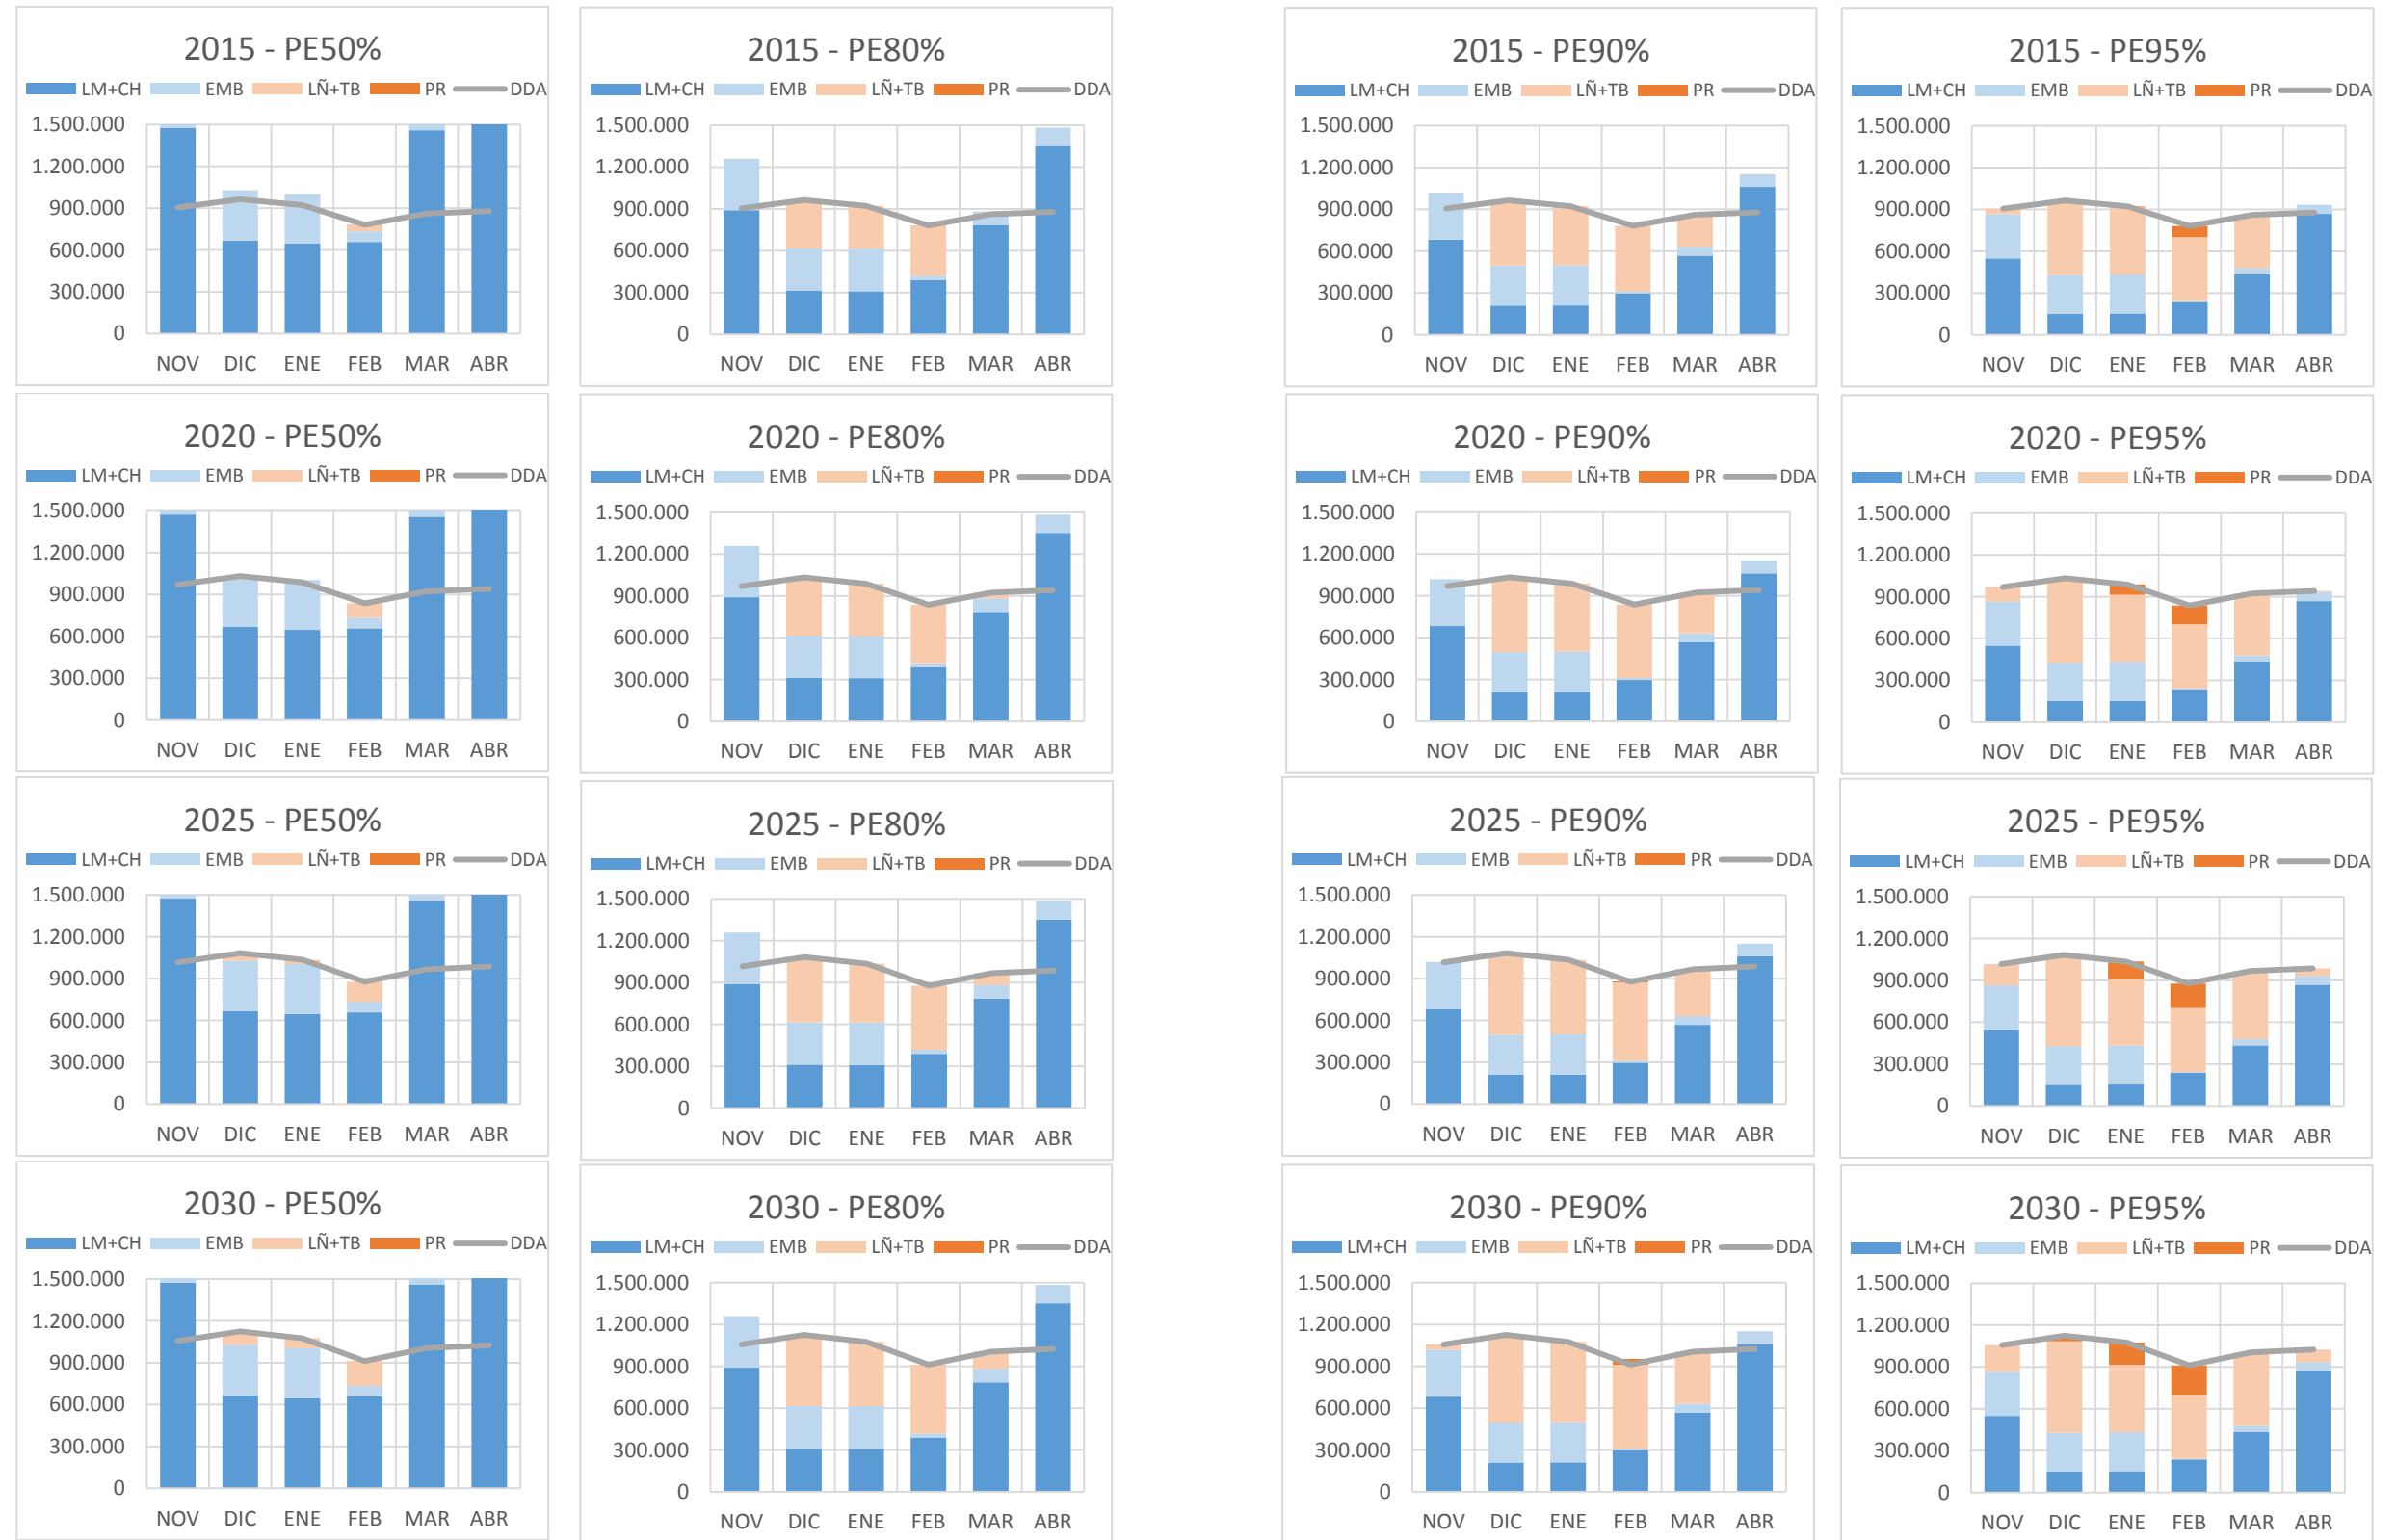 2015 - PE50%
LM+CH EMB LÑ+TB PR DDA
1.500.000
1.200.000
900.000
600.000
300.000
0
NOV DIC ENE FEB MAR ABR
2015 - PE80%
LM+CH EMB LÑ+TB PR DDA
1.500.000
1.200.000
900.000
600.000
300.000
0
NOV DIC ENE FEB MAR ABR
2015 - PE90%
LM+CH EMB LÑ+TB PR DDA
1.500.000
1.200.000
900.000
600.000
300.000
0
NOV DIC ENE FEB MAR ABR
2015 - PE95%
LM+CH EMB LÑ+TB PR DDA
1.500.000
1.200.000
900.000
600.000
300.000
0
NOV DIC ENE FEB MAR ABR
2020 - PE50%
LM+CH EMB LÑ+TB PR DDA
1.500.000
1.200.000
900.000
600.000
300.000
0
NOV DIC ENE FEB MAR ABR
2020 - PE80%
LM+CH EMB LÑ+TB PR DDA
1.500.000
1.200.000
900.000
600.000
300.000
0
NOV DIC ENE FEB MAR ABR
2020 - PE90%
LM+CH EMB LÑ+TB PR DDA
1.500.000
1.200.000
900.000
600.000
300.000
0
NOV DIC ENE FEB MAR ABR
2020 - PE95%
LM+CH EMB LÑ+TB PR DDA
1.500.000
1.200.000
900.000
600.000
300.000
0
NOV DIC ENE FEB MAR ABR
2025 - PE50%
LM+CH EMB LÑ+TB PR DDA
1.500.000
1.200.000
900.000
600.000
300.000
0
NOV DIC ENE FEB MAR ABR
2025 - PE80%
LM+CH EMB LÑ+TB PR DDA
1.500.000
1.200.000
900.000
600.000
300.000
0
NOV DIC ENE FEB MAR ABR
2025 - PE90%
LM+CH EMB LÑ+TB PR DDA
1.500.000
1.200.000
900.000
600.000
300.000
0
NOV DIC ENE FEB MAR ABR
2025 - PE95%
LM+CH EMB LÑ+TB PR DDA
1.500.000
1.200.000
900.000
600.000
300.000
0
NOV DIC ENE FEB MAR ABR
2030 - PE50%
LM+CH EMB LÑ+TB PR DDA
1.500.000
1.200.000
900.000
600.000
300.000
0
NOV DIC ENE FEB MAR ABR
2030 - PE80%
LM+CH EMB LÑ+TB PR DDA
1.500.000
1.200.000
900.000
600.000
300.000
0
NOV DIC ENE FEB MAR ABR
2030 - PE90%
LM+CH EMB LÑ+TB PR DDA
1.500.000
1.200.000
900.000
600.000
300.000
0
NOV DIC ENE FEB MAR ABR
2030 - PE95%
LM+CH EMB LÑ+TB PR DDA
1.500.000
1.200.000
900.000
600.000
300.000
0
NOV DIC ENE FEB MAR ABR